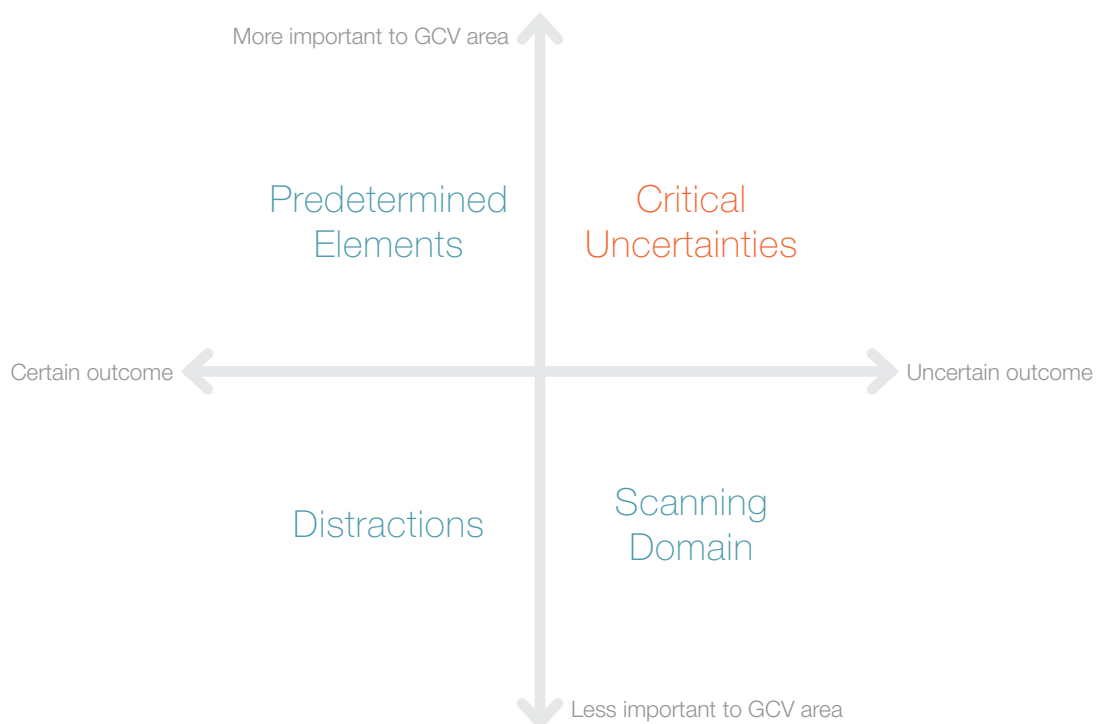 More important to GCV area
Predetermined
Elements
Critical
Uncertainties
Certain outcome
Uncertain outcome
Distractions
Scanning
Domain
Less important to GCV area